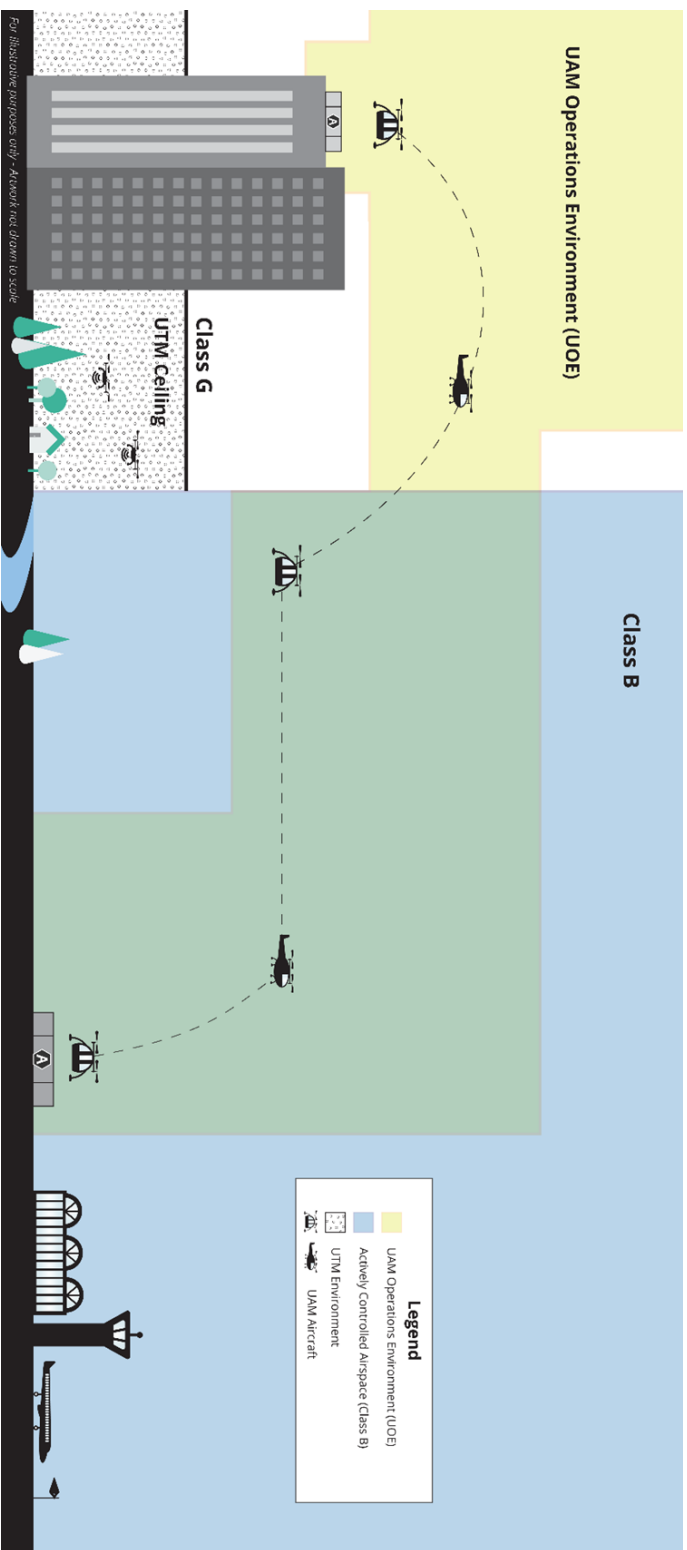 UAM Operations Environment (UOE)
Class B
Class G
UTM Ceiling
A
A
Legend
UAM Operations Environment (UOE)
Actively Controlled Airspace (Class B)
UTM Environment
UAM Aircraft
For illustrative purposes only - Artwork not drawn to scale